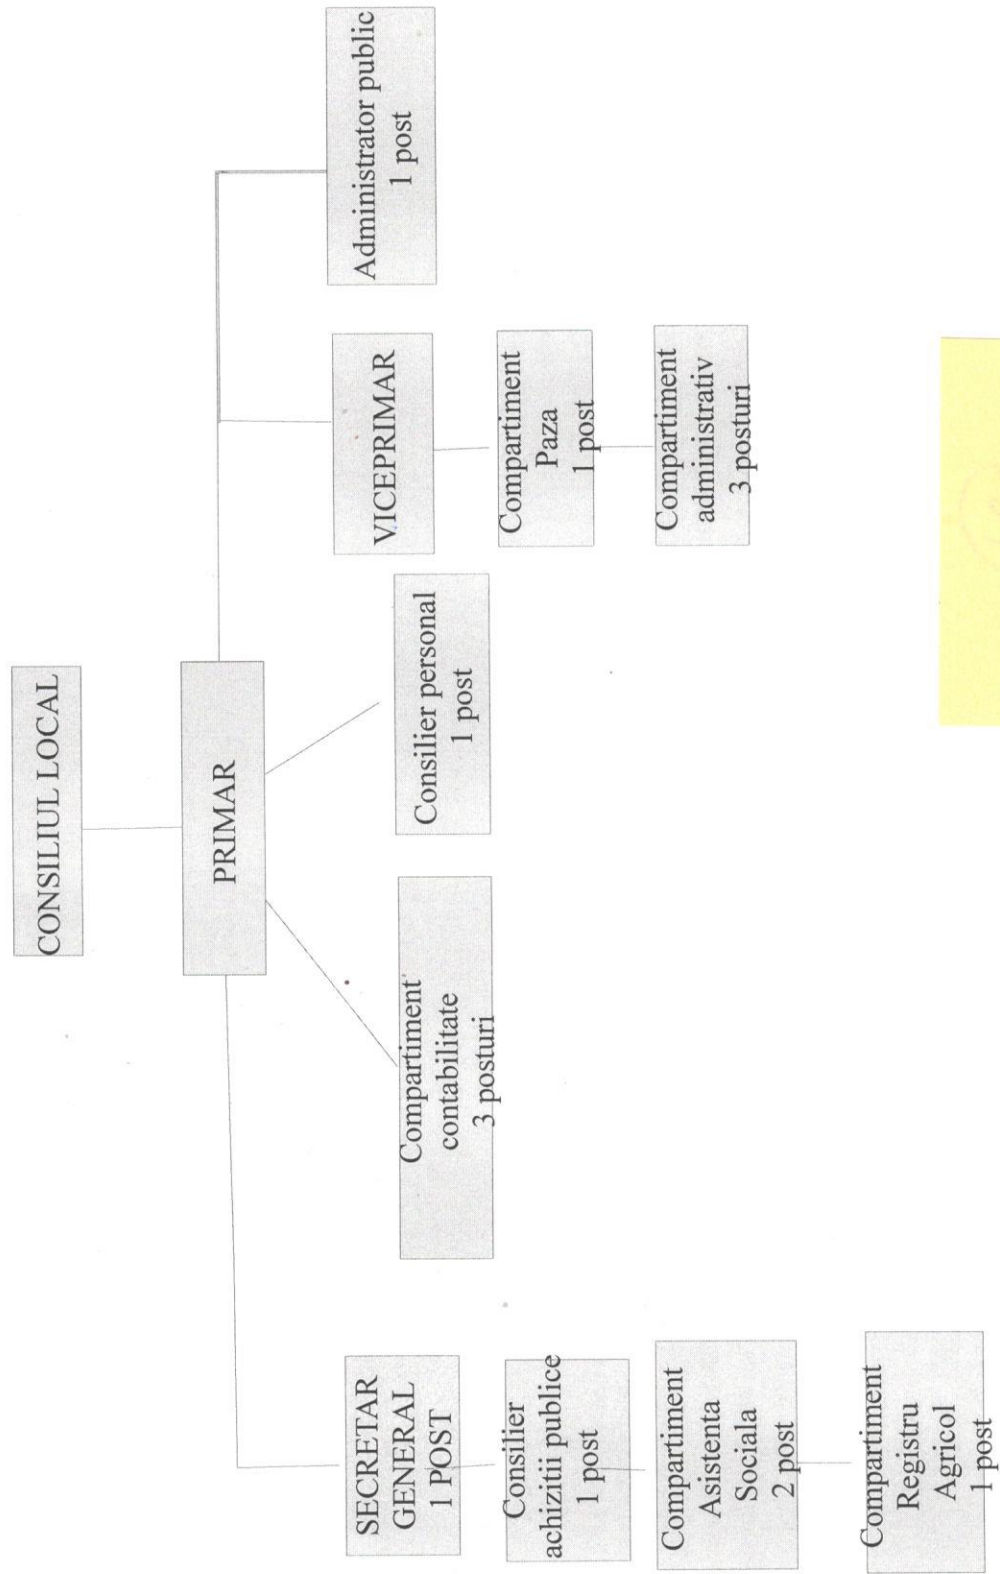 CONSILIUL LOCAL
PRIMAR
SECRETAR
GENERAL
1 POST
Consilier
achizitii publice
1 post
Compartiment
Asistenta
Sociala
2 post
Compartiment
Registru
Agricol
1 post
Compartiment
contabilitate
3 posturi
Consilier personal
1 post
VICEPRIMAR
Compartiment
Paza
1 post
Compartiment
administrativ
3 posturi
Administrator public
1 post